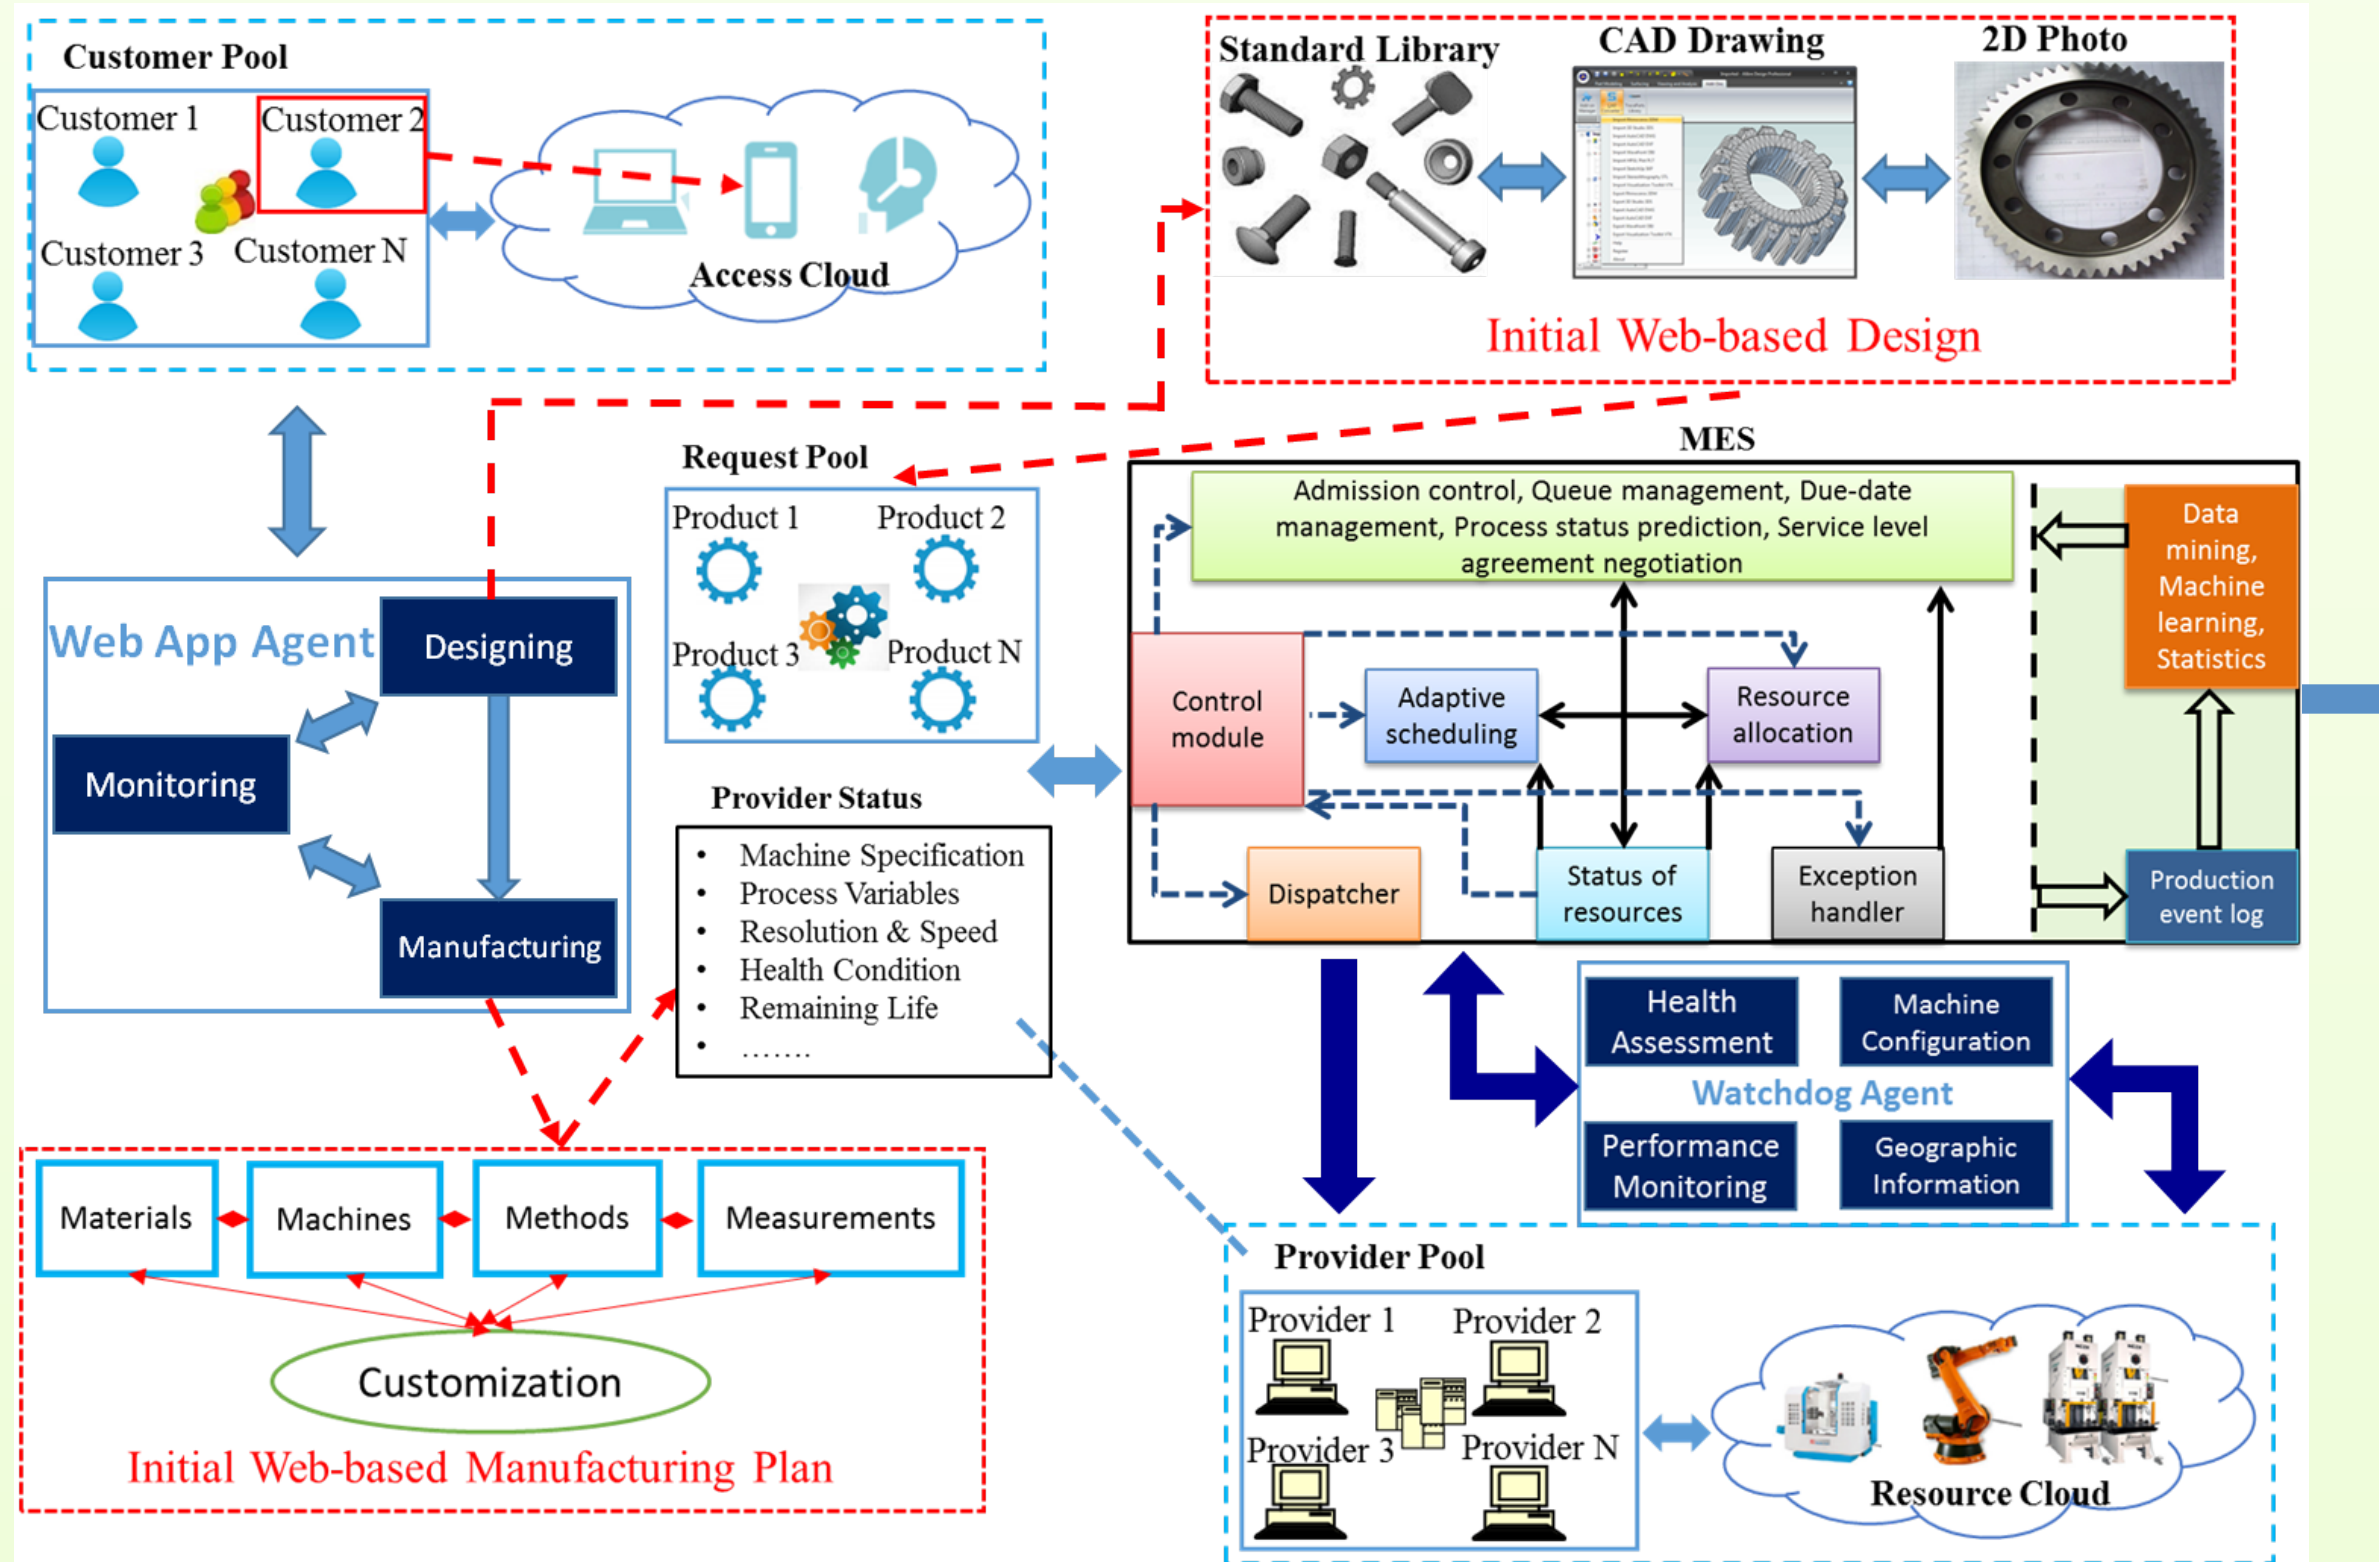 Customer Pool
Customer 1
Customer 2
Customer 3
Customer N
Access Cloud
Standard Library
CAD Drawing
2D Photo
Initial Web-based Design
Web App Agent
Designing
Monitoring
Manufacturing
Request Pool
Product 1
Product 2
Product 3
Product N
Provider Status
• Machine Specification
• Process Variables
• Resolution & Speed
• Health Condition
• Remaining Life
• .......
MES
Admission control, Queue management, Due-date
management, Process status prediction, Service level
agreement negotiation
Control
module
Adaptive
scheduling
Resource
allocation
Dispatcher
Status of
resources
Exception
handler
Data
mining,
Machine
learning,
Statistics
Production
event log
Health
Assessment
Machine
Configuration
Watchdog Agent
Performance
Monitoring
Geographic
Information
Materials
Machines
Methods
Measurements
Customization
Initial Web-based Manufacturing Plan
Provider Pool
Provider 1
Provider 2
Provider 3
Provider N
Resource Cloud